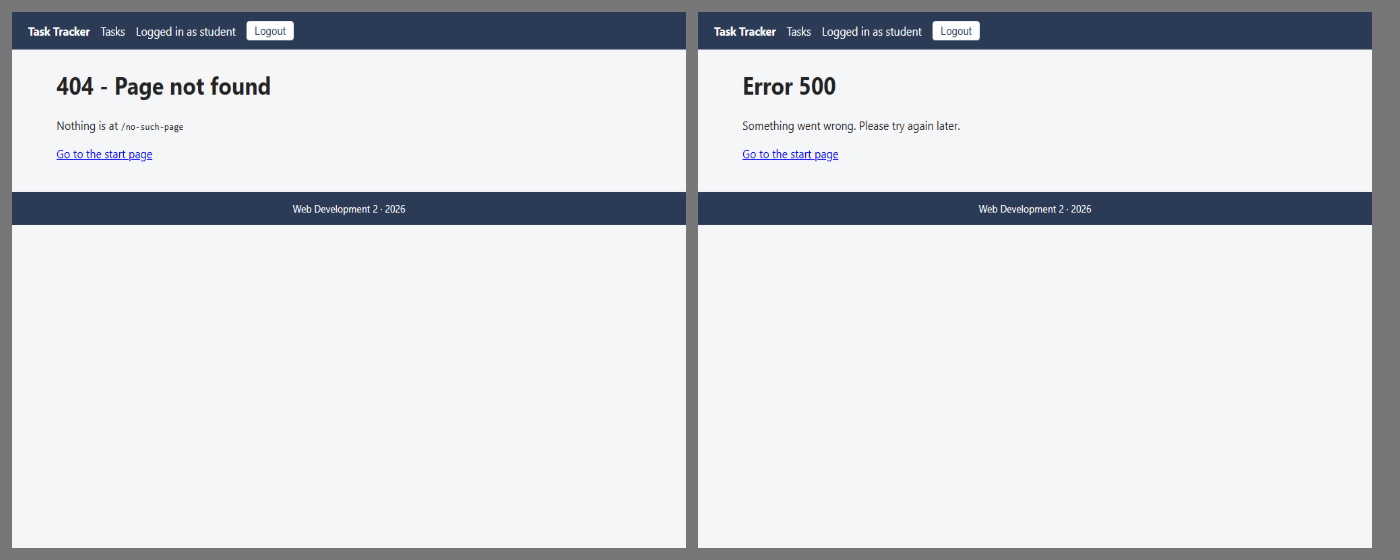 Task Tracker Tasks Logged in as student Logout
404 - Page not found
Nothing is at /no-such-page
Go to the start page
Web Development 2 · 2026
Task Tracker Tasks Logged in as student Logout
Error 500
Something went wrong. Please try again later.
Go to the start page
Web Development 2 · 2026